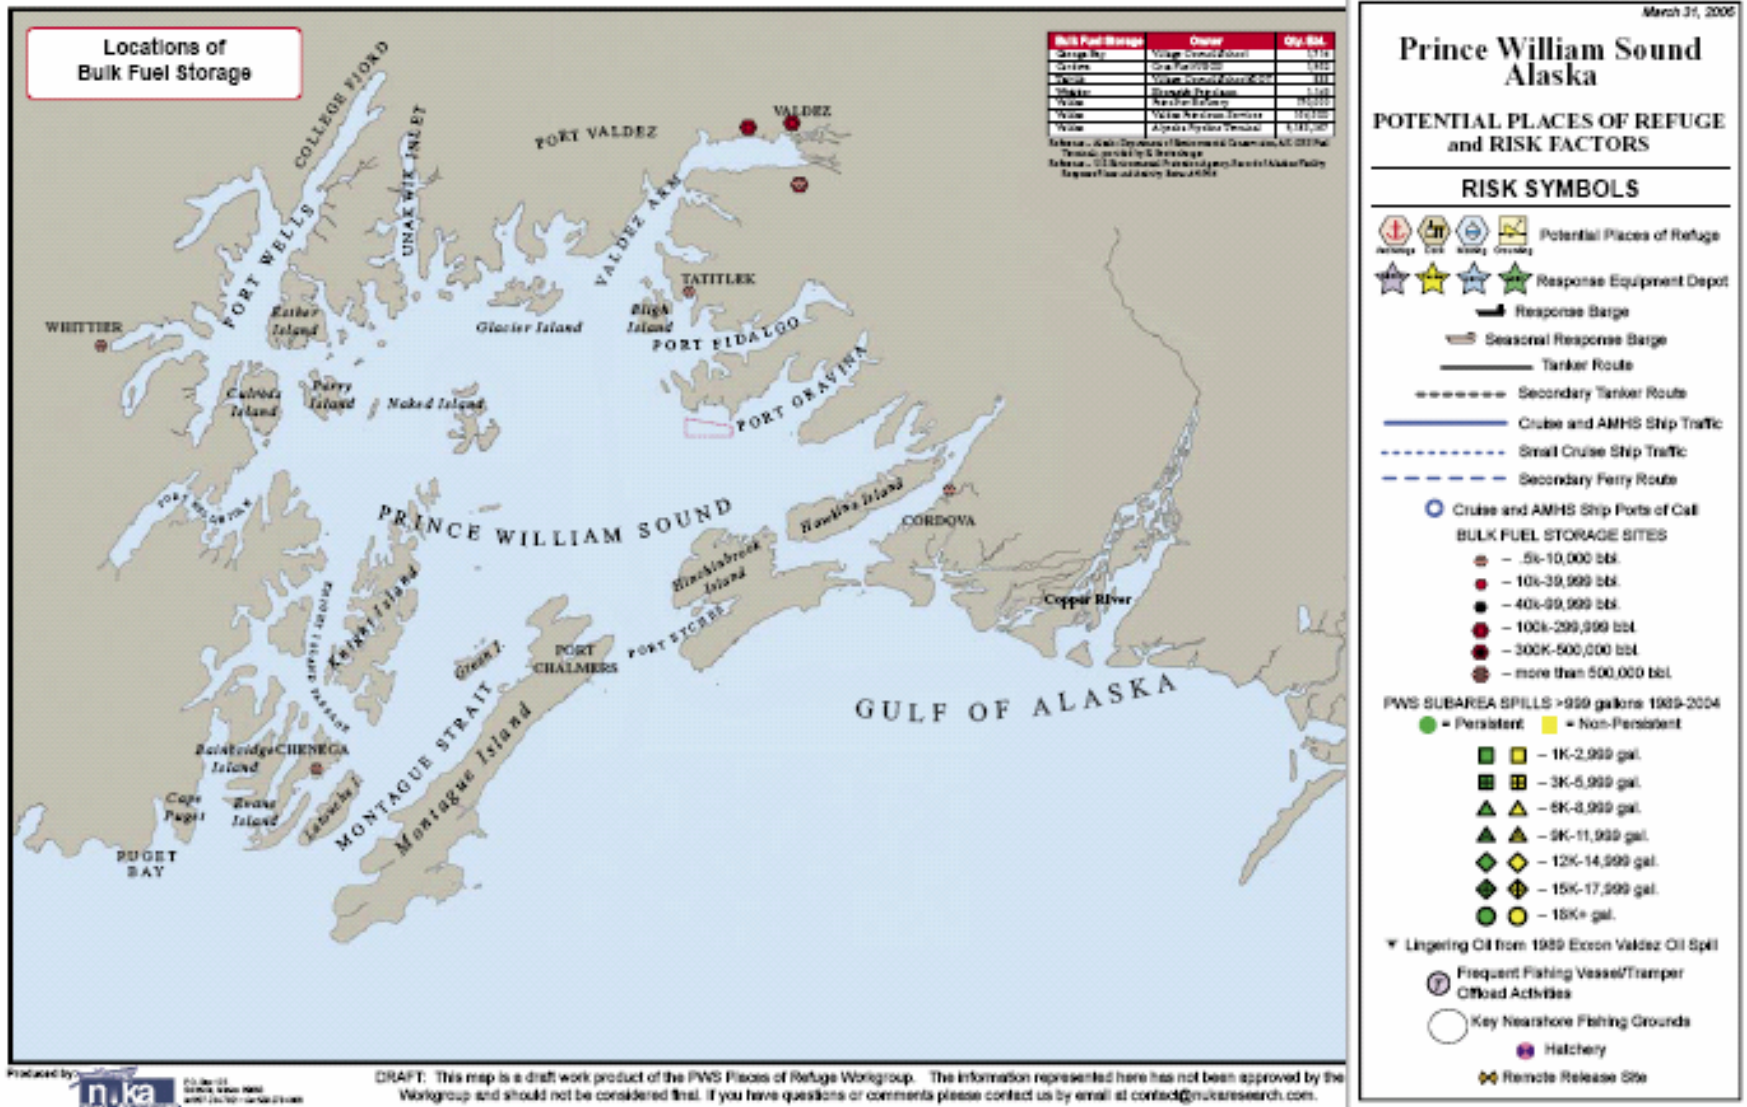 Locations of
Bulk Fuel Storage
COLLEGE FIORD
UNAKWIK INLET
PORT VALDEZ
VALDEZ
Bulk Fuel Storage Owner Qty. Bbl.
PORT WELLS
VALDEZ ARM
TATITLEK
WHITTIER
Esther
Island
Glacier Island
Bligh
Island
PORT FIDALGO
PORT GRAVINA
Perry
Island
Island
Naked Island
PRINCE WILLIAM SOUND
Hawkins Island
CORDOVA
Hinchinbrook
Island
Copper River
Knight Island
Green I.
PORT
CHALMERS
PORT ETCHES
GULF OF ALASKA
MONTAGUE STRAIT
Montague Island
Bainbridge
Island
CHENEGA
Cape
Puget
Evans
Island
Latouche I.
PUGET
BAY
Produced by:
nuka
DRAFT: This map is a draft work product of the PWS Places of Refuge Workgroup. The information represented here has not been approved by the
Workgroup and should not be considered final. If you have questions or comments please contact us by email at contact@nukaresearch.com.
Prince William Sound
Alaska
POTENTIAL PLACES OF REFUGE
and RISK FACTORS
RISK SYMBOLS
Potential Places of Refuge
Response Equipment Depot
Response Barge
Seasonal Response Barge
Tanker Route
Secondary Tanker Route
Cruise and AMHS Ship Traffic
Small Cruise Ship Traffic
Secondary Ferry Route
Cruise and AMHS Ship Ports of Call
BULK FUEL STORAGE SITES
– .5k-10,000 bbl.
– 10k-39,999 bbl.
– 40k-99,999 bbl.
– 100k-299,999 bbl.
– 300K-500,000 bbl.
– more than 500,000 bbl.
PWS SUBAREA SPILLS >999 gallons 1989-2004
= Persistent = Non-Persistent
– 1K-2,999 gal.
– 3K-5,999 gal.
– 6K-8,999 gal.
– 9K-11,999 gal.
– 12K-14,999 gal.
– 15K-17,999 gal.
– 18K+ gal.
Lingering Oil from 1989 Exxon Valdez Oil Spill
Frequent Fishing Vessel/Tramper
Offload Activities
Key Nearshore Fishing Grounds
Hatchery
Remote Release Site